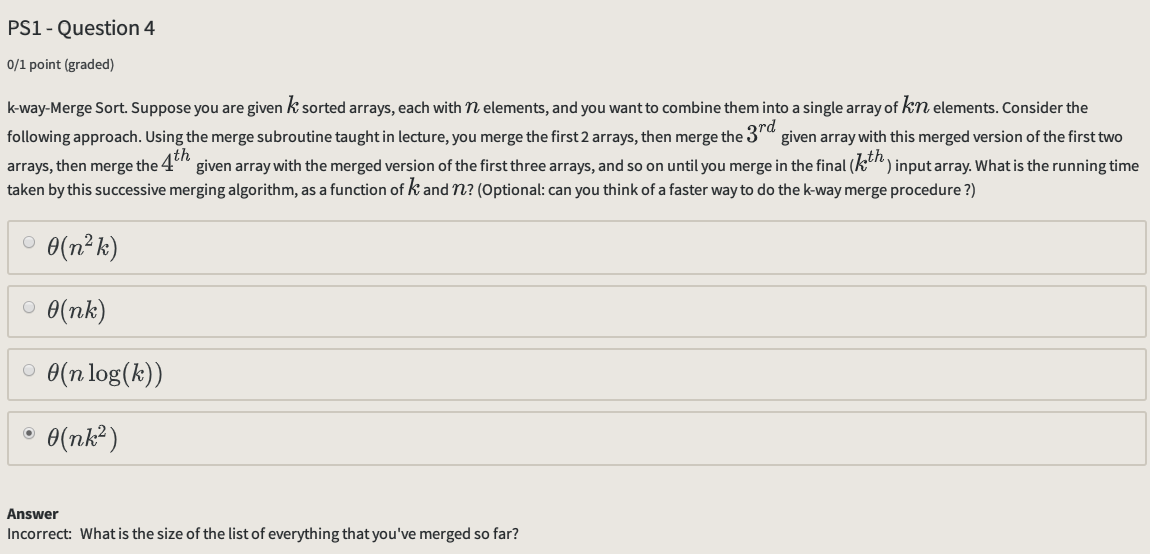 PS1 - Question 4
0/1 point (graded)
k-way-Merge Sort. Suppose you are given k sorted arrays, each with n elements, and you want to combine them into a single array of kn elements. Consider the
following approach. Using the merge subroutine taught in lecture, you merge the first 2 arrays, then merge the 3^{rd} given array with this merged version of the first two
arrays, then merge the 4^{th} given array with the merged version of the first three arrays, and so on until you merge in the final (k^{th}) input array. What is the running time
taken by this successive merging algorithm, as a function of k and n? (Optional: can you think of a faster way to do the k-way merge procedure ?)
θ(n²k)
θ(nk)
θ(n log(k))
θ(nk²)
Answer
Incorrect: What is the size of the list of everything that you've merged so far?